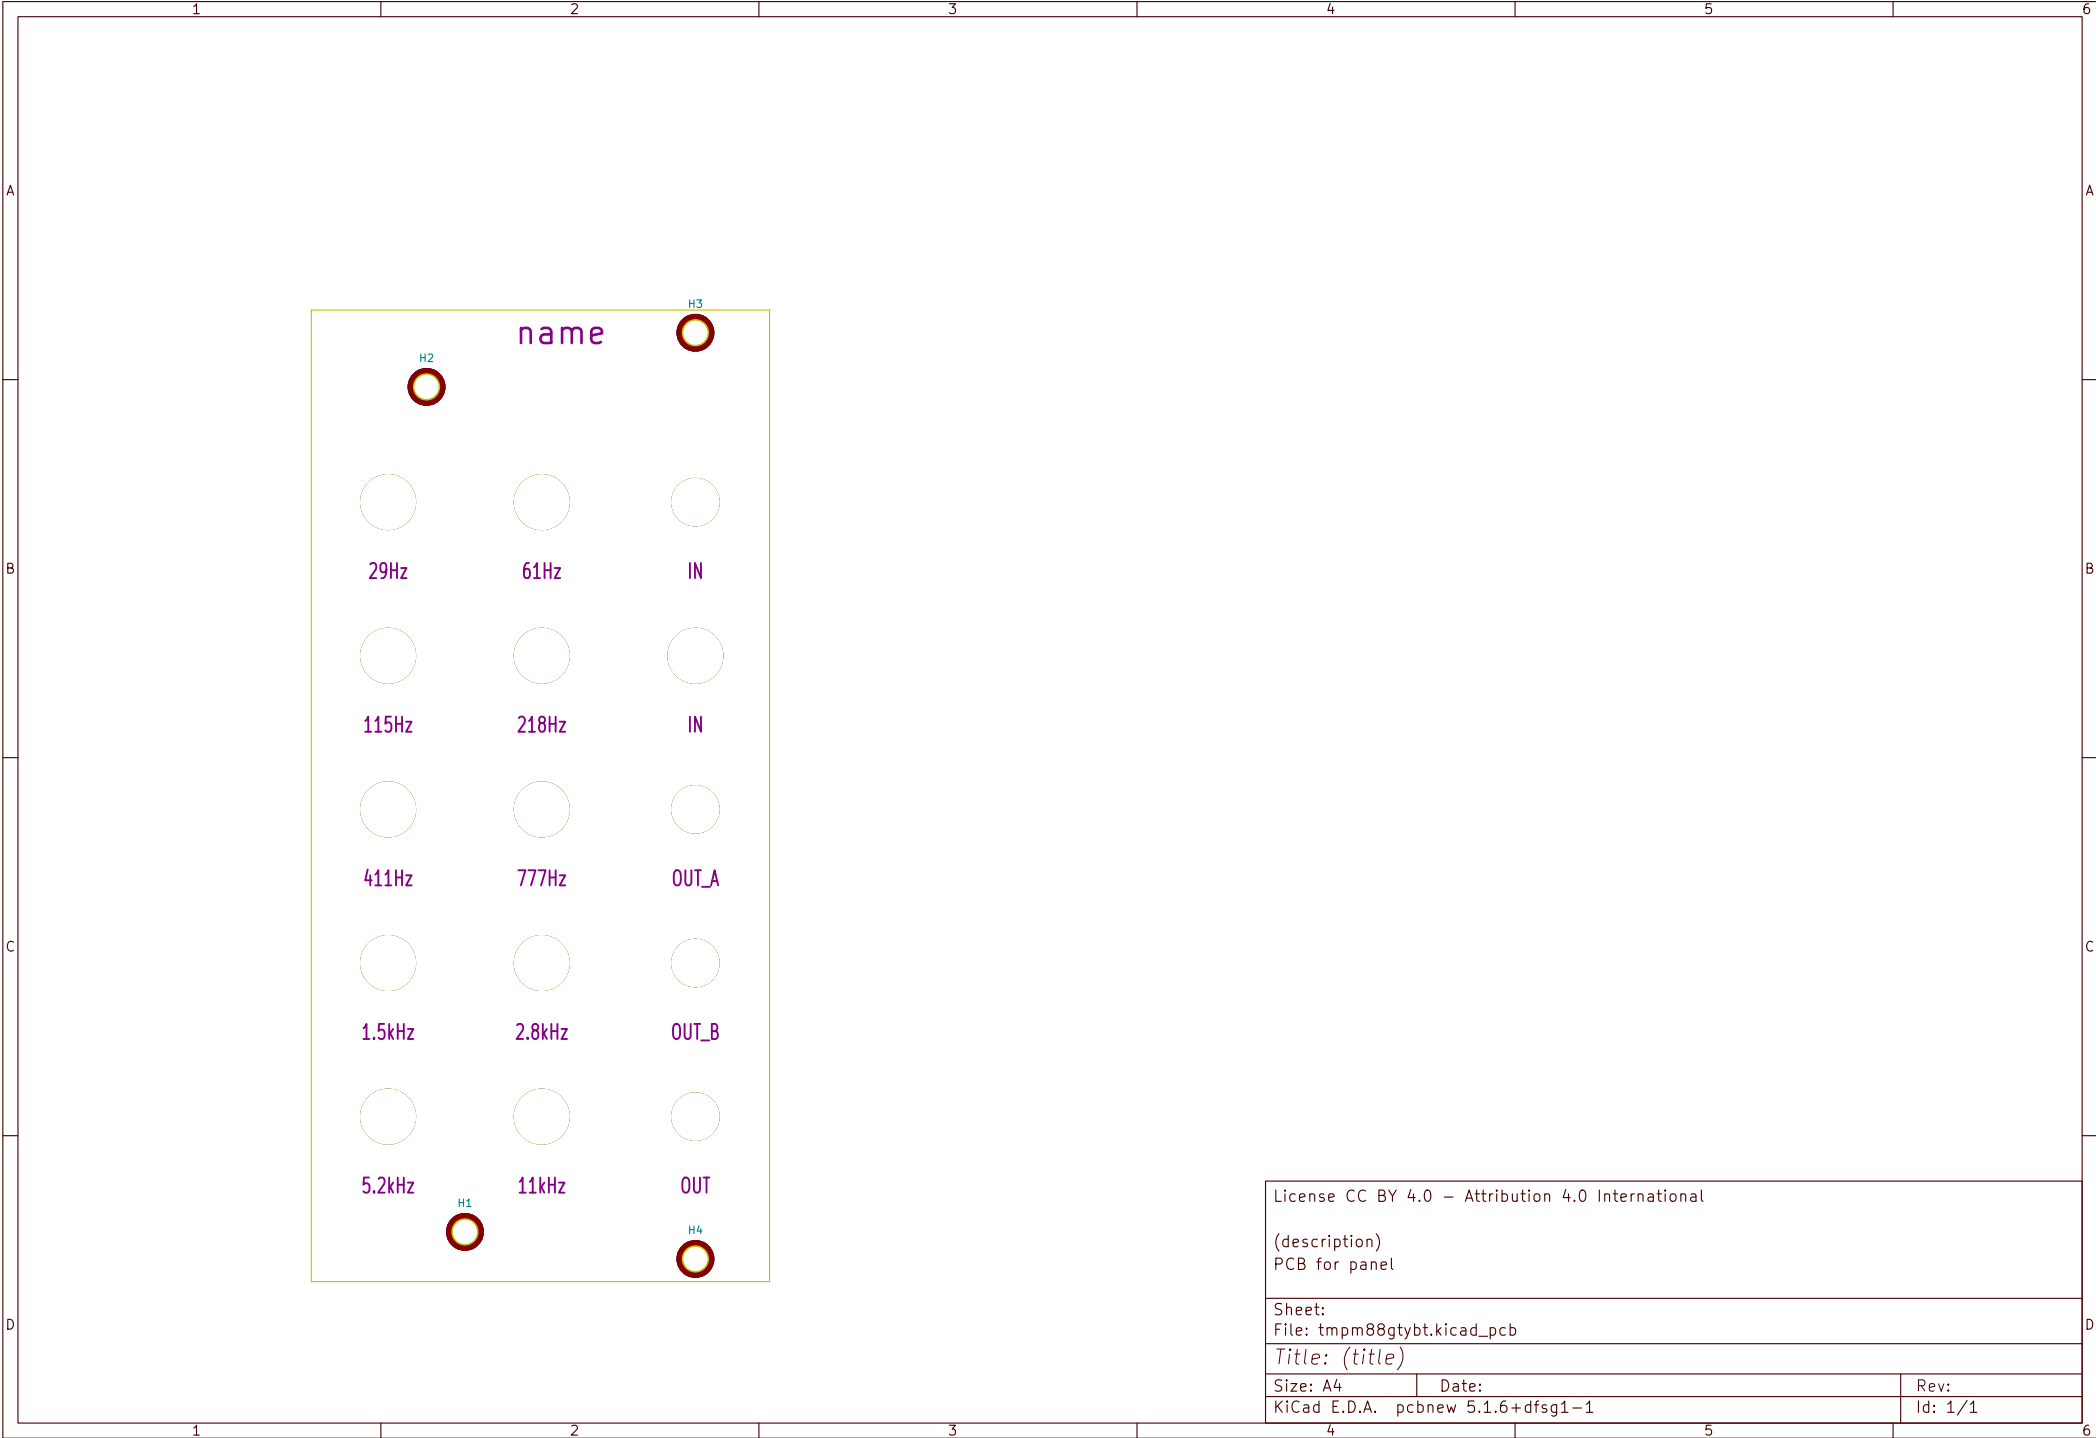 1 2 3 4 5 6
H3
name
H2
A A
29Hz 61Hz IN
B B
115Hz 218Hz IN
411Hz 777Hz OUT_A
C C
1.5kHz 2.8kHz OUT_B
5.2kHz 11kHz OUT
H1
H4
License CC BY 4.0 - Attribution 4.0 International
(description)
PCB for panel
Sheet:
File: tmpm88gtybt.kicad_pcb
D D
Title: (title)
Size: A4 Date: Rev:
KiCad E.D.A. pcbnew 5.1.6+dfsg1-1 Id: 1/1
1 2 3 4 5 6